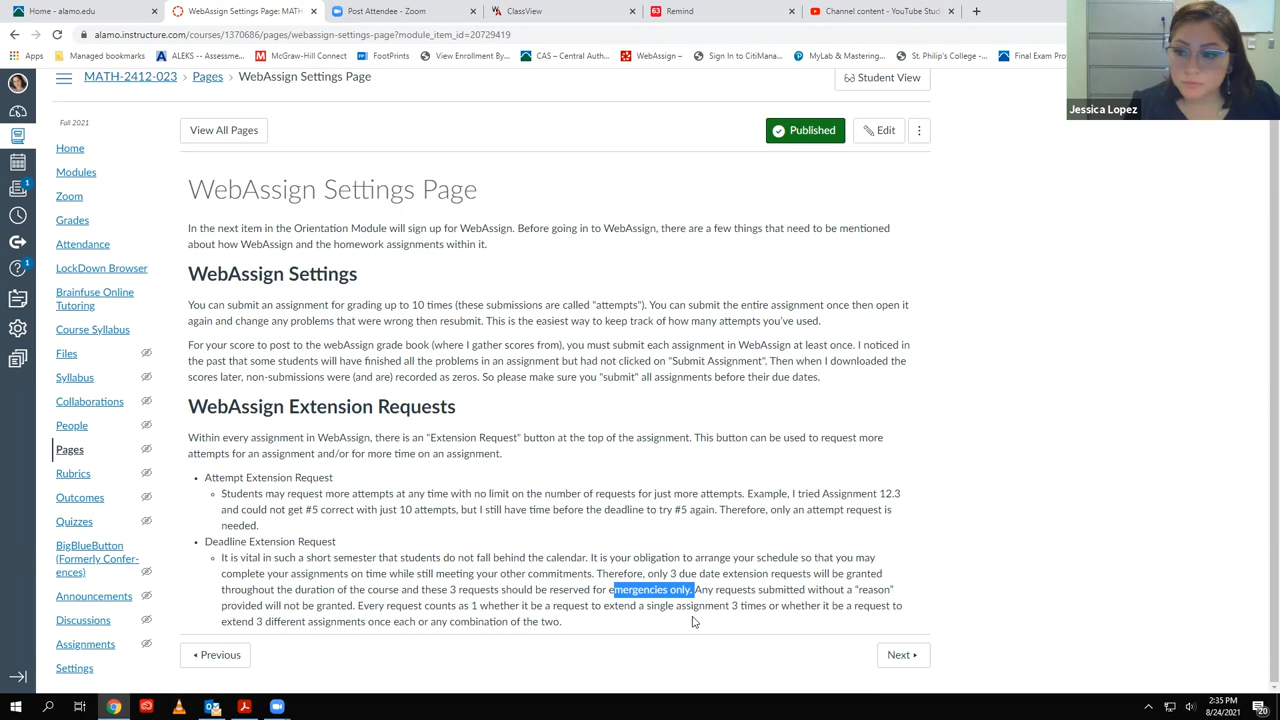 Home - alamo.edu
WebAssign Settings Page: MATH-
Post Attendee - Zoom
ClassView
Remind
Channel content - YouTube Stud
alamo.instructure.com/courses/1370686/pages/webassign-settings-page?module_item_id=20729419
Apps
Managed bookmarks
ALEKS -- Assessme...
McGraw-Hill Connect
FootPrints
View Enrollment By...
CAS – Central Auth...
WebAssign –
Sign In to CitiMana...
MyLab & Mastering...
St. Philip's College -...
Final Exam Pro
Jessica Lopez
MATH-2412-023
Pages
WebAssign Settings Page
Student View
Fall 2021
Home
Modules
Zoom
Grades
Attendance
LockDown Browser
Brainfuse Online
Tutoring
Course Syllabus
Files
Syllabus
Collaborations
People
Pages
Rubrics
Outcomes
Quizzes
BigBlueButton
(Formerly Confer-
ences)
Announcements
Discussions
Assignments
Settings
View All Pages
Published
Edit
WebAssign Settings Page
In the next item in the Orientation Module will sign up for WebAssign. Before going in to WebAssign, there are a few things that need to be mentioned
about how WebAssign and the homework assignments within it.
WebAssign Settings
You can submit an assignment for grading up to 10 times (these submissions are called "attempts"). You can submit the entire assignment once then open it
again and change any problems that were wrong then resubmit. This is the easiest way to keep track of how many attempts you've used.
For your score to post to the webAssign grade book (where I gather scores from), you must submit each assignment in WebAssign at least once. I noticed in
the past that some students will have finished all the problems in an assignment but had not clicked on "Submit Assignment". Then when I downloaded the
scores later, non-submissions were (and are) recorded as zeros. So please make sure you "submit" all assignments before their due dates.
WebAssign Extension Requests
Within every assignment in WebAssign, there is an "Extension Request" button at the top of the assignment. This button can be used to request more
attempts for an assignment and/or for more time on an assignment.
Attempt Extension Request
Students may request more attempts at any time with no limit on the number of requests for just more attempts. Example, I tried Assignment 12.3
and could not get #5 correct with just 10 attempts, but I still have time before the deadline to try #5 again. Therefore, only an attempt request is
needed.
Deadline Extension Request
It is vital in such a short semester that students do not fall behind the calendar. It is your obligation to arrange your schedule so that you may
complete your assignments on time while still meeting your other commitments. Therefore, only 3 due date extension requests will be granted
throughout the duration of the course and these 3 requests should be reserved for emergencies only. Any requests submitted without a "reason"
provided will not be granted. Every request counts as 1 whether it be a request to extend a single assignment 3 times or whether it be a request to
extend 3 different assignments once each or any combination of the two.
Previous
Next
2:35 PM
8/24/2021
20